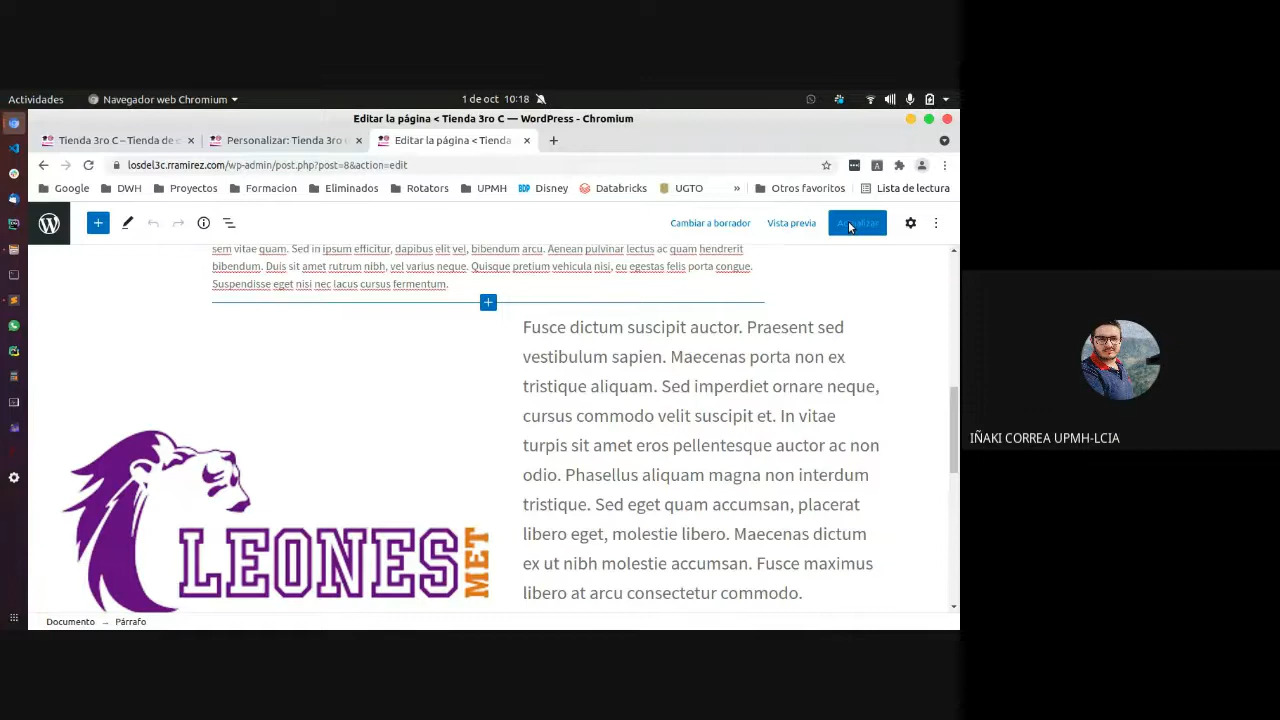 Actividades
Navegador web Chromium
1 de oct 10:18
Editar la página < Tienda 3ro C — WordPress - Chromium
Tienda 3ro C – Tienda de
Personalizar: Tienda 3ro
Editar la página < Tienda
losdel3c.rramirez.com/wp-admin/post.php?post=8&action=edit
Google DWH Proyectos Formacion Eliminados Rotators UPMH Disney Databricks UGTO » Otros favoritos Lista de lectura
Cambiar a borrador Vista previa Actualizar
sem vitae quam. Sed in ipsum efficitur, dapibus elit vel, bibendum arcu. Aenean pulvinar lectus ac quam hendrerit
bibendum. Duis sit amet rutrum nibh, vel varius neque. Quisque pretium vehicula nisi, eu egestas felis porta congue.
Suspendisse eget nisi nec lacus cursus fermentum.
Fusce dictum suscipit auctor. Praesent sed
vestibulum sapien. Maecenas porta non ex
tristique aliquam. Sed imperdiet ornare neque,
cursus commodo velit suscipit et. In vitae
turpis sit amet eros pellentesque auctor ac non
odio. Phasellus aliquam magna non interdum
tristique. Sed eget quam accumsan, placerat
libero eget, molestie libero. Maecenas dictum
ex ut nibh molestie accumsan. Fusce maximus
libero at arcu consectetur commodo.
LEONES
MET
Documento → Párrafo
IÑAKI CORREA UPMH-LCIA